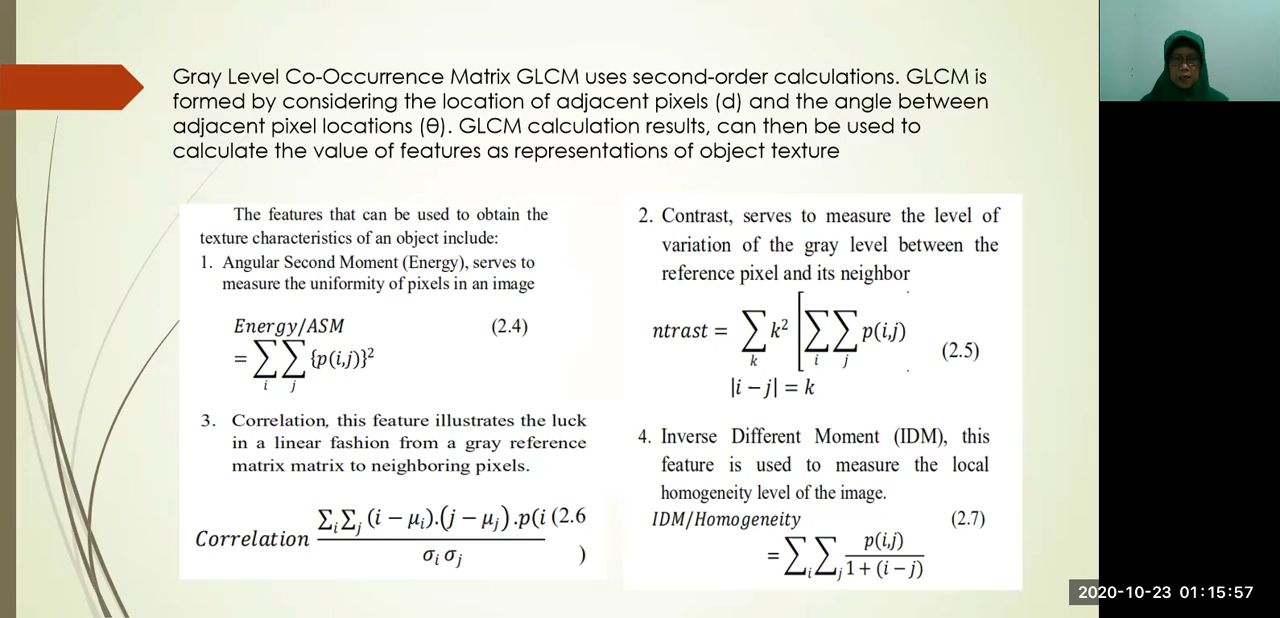 Gray Level Co-Occurrence Matrix GLCM uses second-order calculations. GLCM is
formed by considering the location of adjacent pixels (d) and the angle between
adjacent pixel locations (θ). GLCM calculation results, can then be used to
calculate the value of features as representations of object texture
The features that can be used to obtain the
texture characteristics of an object include:
1. Angular Second Moment (Energy), serves to
measure the uniformity of pixels in an image
Energy/ASM (2.4)
= ∑i ∑j {p(i,j)}²
2. Contrast, serves to measure the level of
variation of the gray level between the
reference pixel and its neighbor
ntrast = ∑k k² [∑i ∑j p(i,j) (2.5)
|i − j| = k
3. Correlation, this feature illustrates the luck
in a linear fashion from a gray reference
matrix matrix to neighboring pixels.
Correlation ∑i∑j (i − μi).(j − μj).p(i (2.6
σi σj )
4. Inverse Different Moment (IDM), this
feature is used to measure the local
homogeneity level of the image.
IDM/Homogeneity (2.7)
= ∑i ∑j p(i,j)
1 + (i − j)
2020-10-23 01:15:57